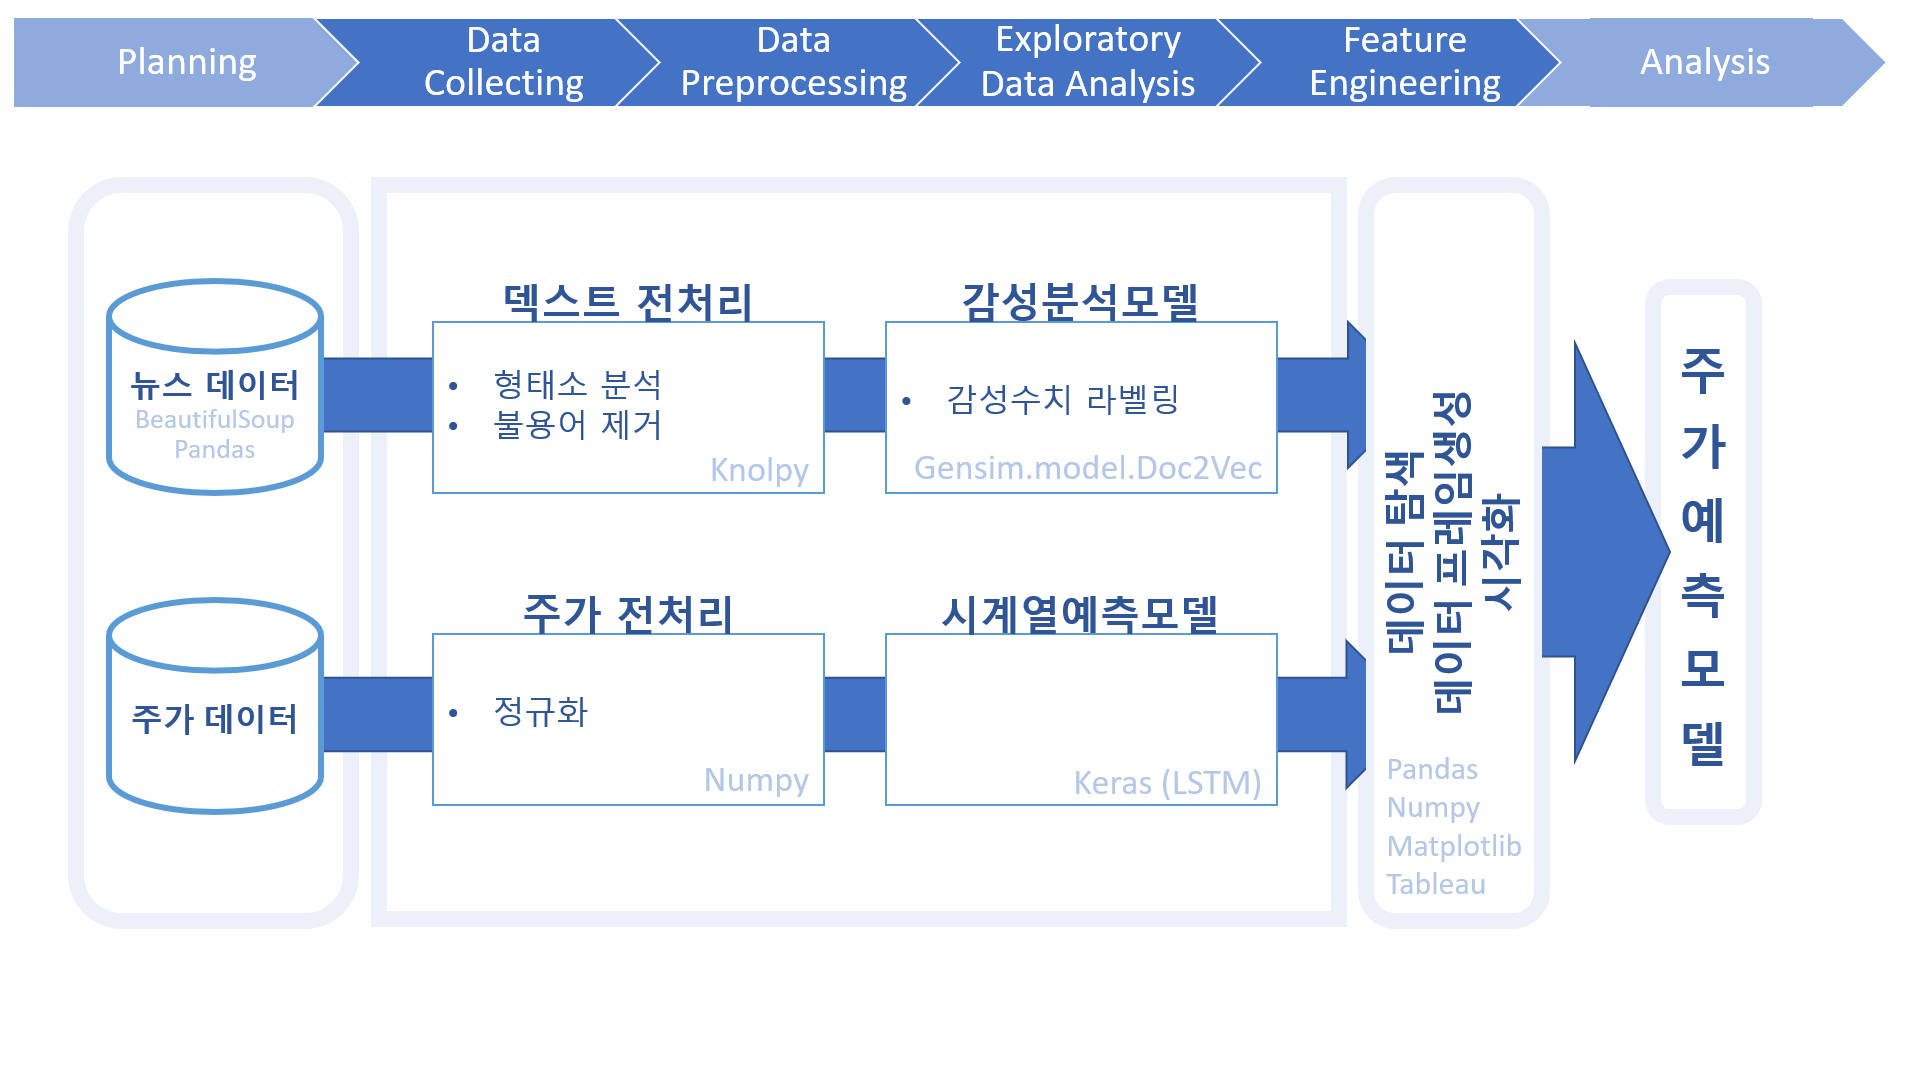 Planning
Data
Collecting
Data
Preprocessing
Exploratory
Data Analysis
Feature
Engineering
Analysis
뉴스 데이터
BeautifulSoup
Pandas
덱스트 전처리
• 형태소 분석
• 불용어 제거
Knolpy
감성분석모델
• 감성수치 라벨링
Gensim.model.Doc2Vec
주가 데이터
주가 전처리
• 정규화
Numpy
시계열예측모델
Keras (LSTM)
데이터 탐색
데이터 프레임생성
시각화
Pandas
Numpy
Matplotlib
Tableau
주
가
예
측
모
델